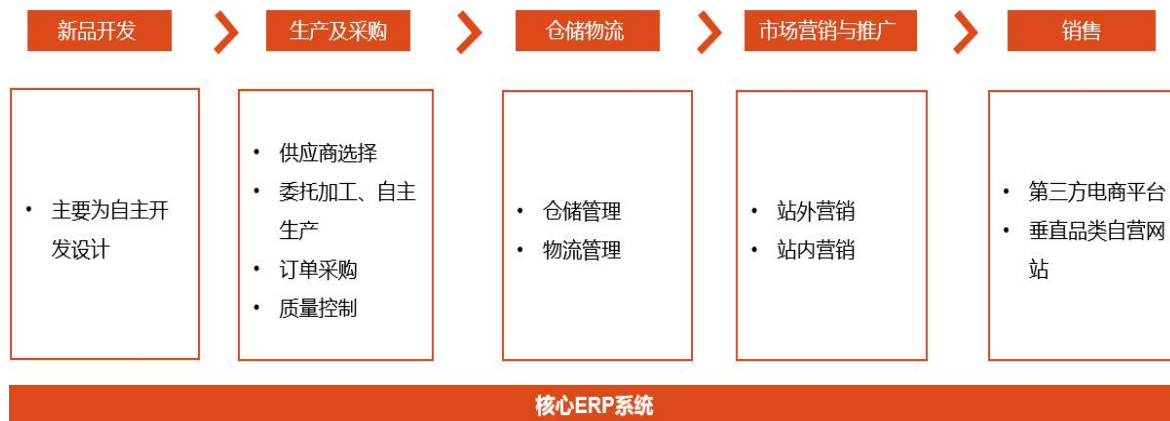 新品开发
生产及采购
仓储物流
市场营销与推广
销售
• 主要为自主开
发设计
• 供应商选择
• 委托加工、自主
生产
• 订单采购
• 质量控制
• 仓储管理
• 物流管理
• 站外营销
• 站内营销
• 第三方电商平台
• 垂直品类自营网
站
核心ERP系统